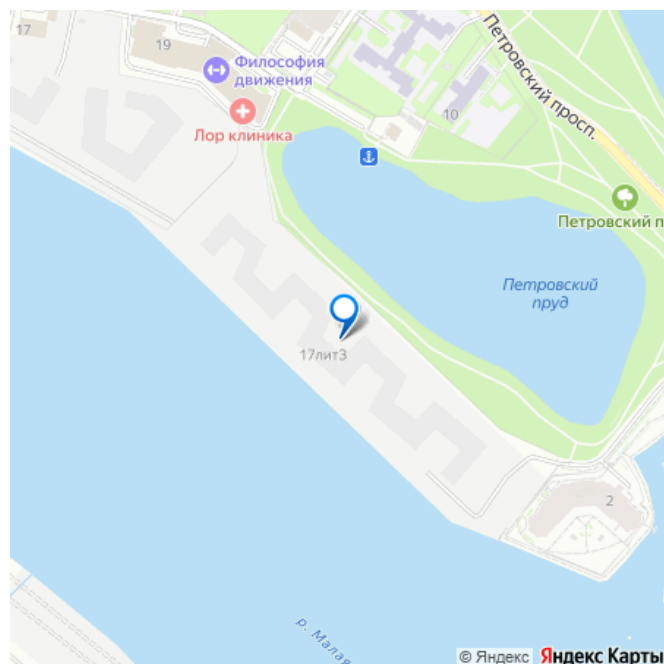 17
19
Философия
движения
Лор клиника
Петровский просп.
10
Петровский п
Петровский
пруд
17лит3
2
р. Малая
© Яндекс Яндекс Карты